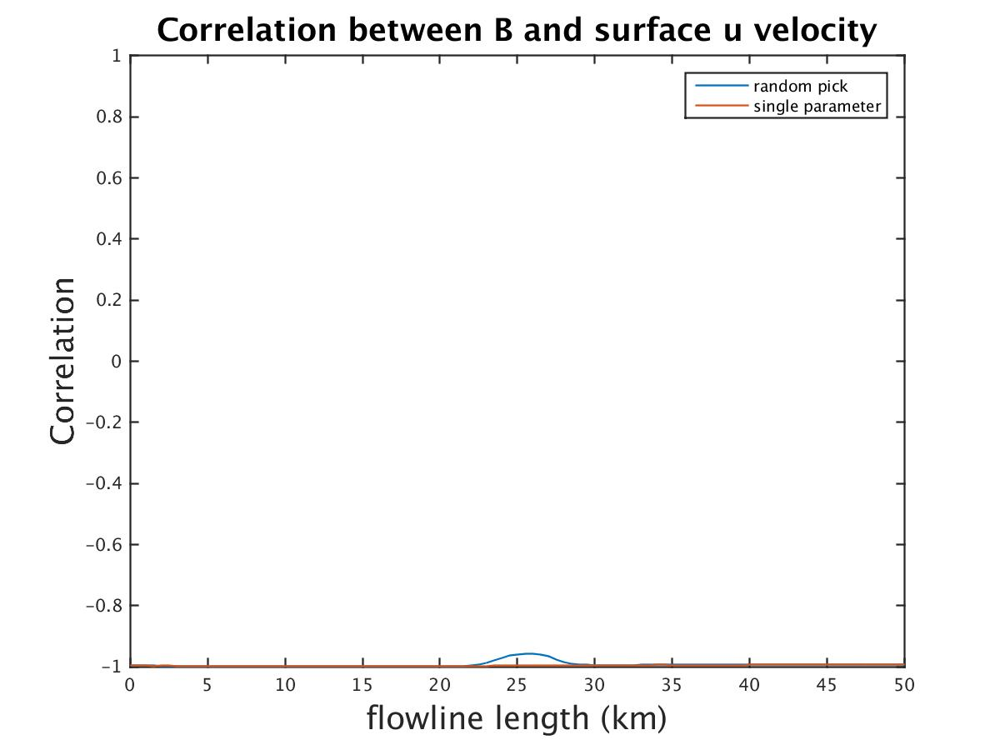 Correlation between B and surface u velocity
random pick
single parameter
1
0.8
0.6
0.4
0.2
0
−0.2
−0.4
−0.6
−0.8
−1
Correlation
0 5 10 15 20 25 30 35 40 45 50
flowline length (km)